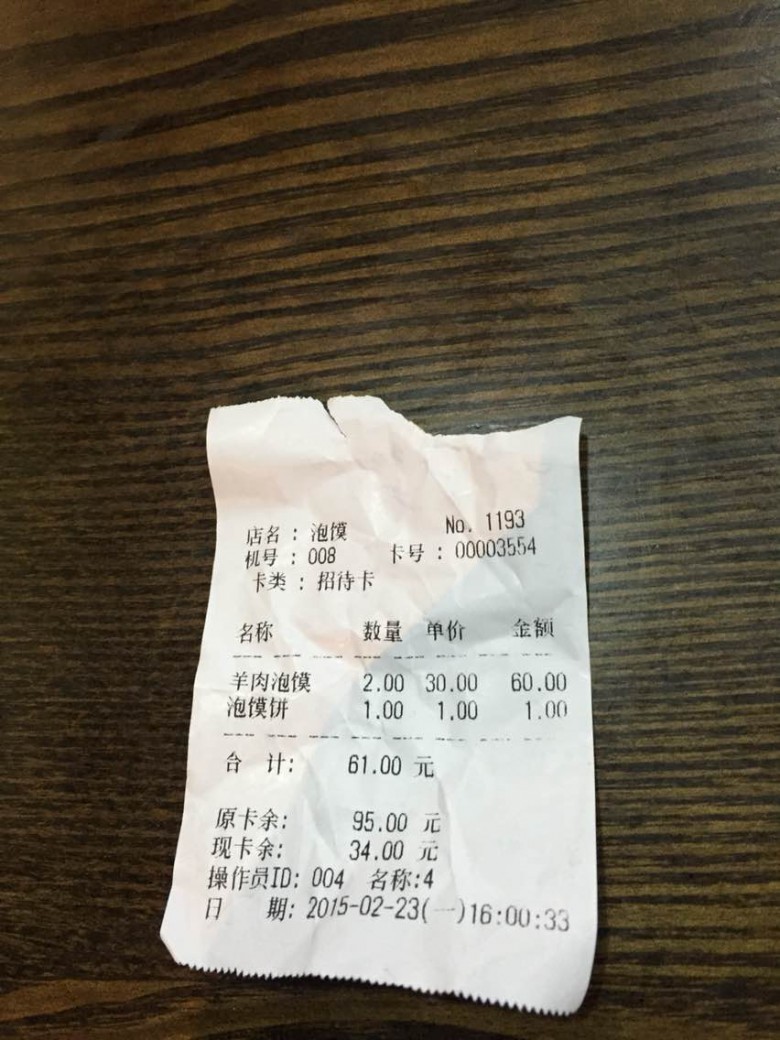 No. 1193
店名 : 泡馍
机号 : 008 卡号 : 00003554
卡类 : 招待卡
名称 数量 单价 金额
羊肉泡馍 2.00 30.00 60.00
泡馍饼 1.00 1.00 1.00
合 计: 61.00 元
原卡余: 95.00 元
现卡余: 34.00 元
操作员ID: 004 名称:4
日 期: 2015-02-23(一)16:00:33